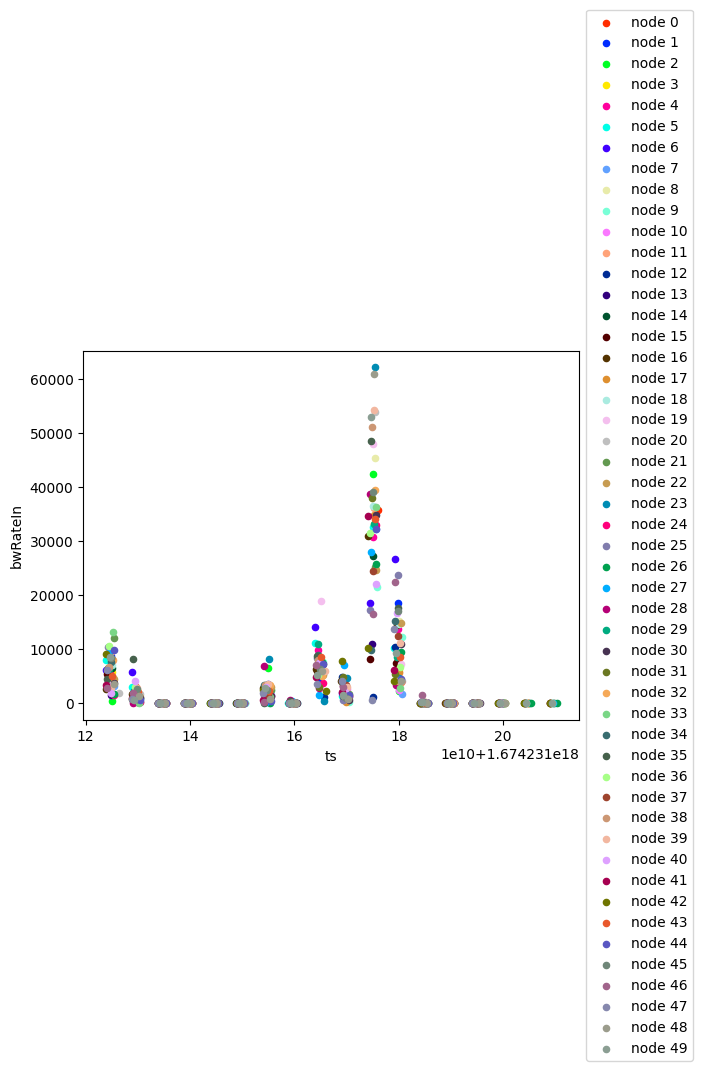 60000
50000
40000
30000
20000
10000
0
bwRateIn
12
14
16
18
20
ts
1e10+1.674231e18
node 0
node 1
node 2
node 3
node 4
node 5
node 6
node 7
node 8
node 9
node 10
node 11
node 12
node 13
node 14
node 15
node 16
node 17
node 18
node 19
node 20
node 21
node 22
node 23
node 24
node 25
node 26
node 27
node 28
node 29
node 30
node 31
node 32
node 33
node 34
node 35
node 36
node 37
node 38
node 39
node 40
node 41
node 42
node 43
node 44
node 45
node 46
node 47
node 48
node 49